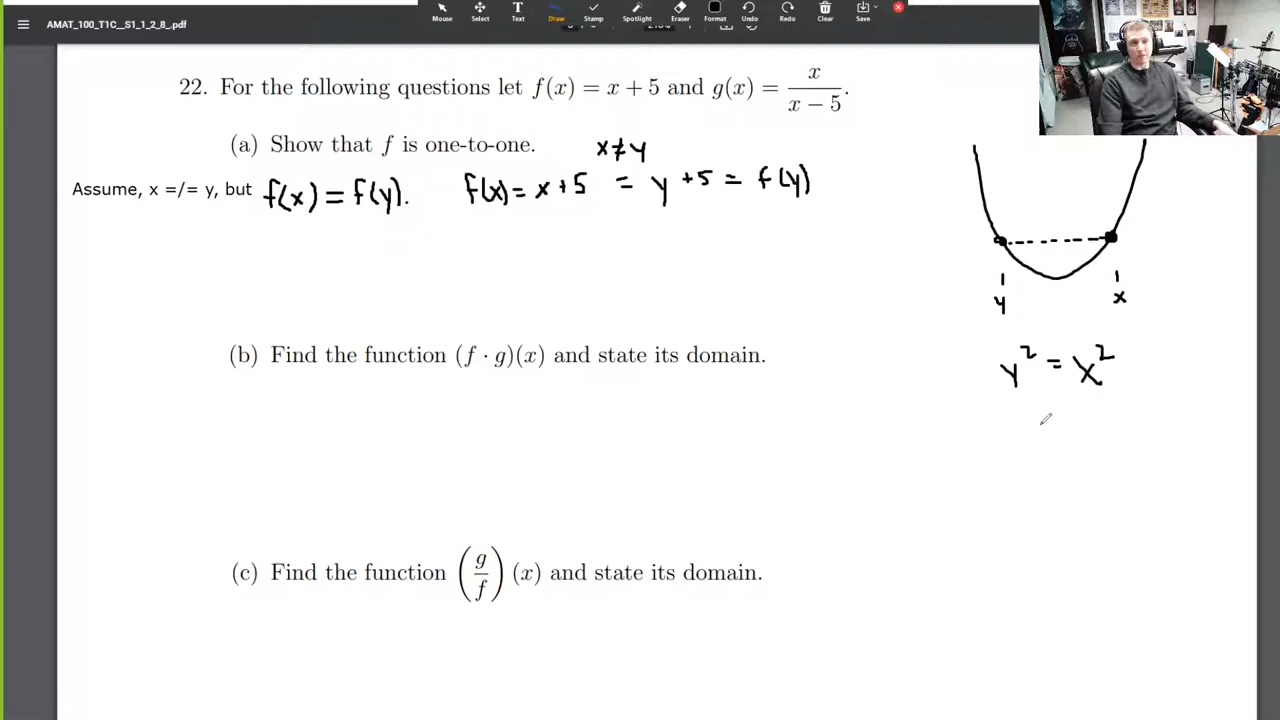 AMAT_100_T1C_S1_1_2_8_.pdf
Mouse Select Text Draw Stamp Spotlight Eraser Format Undo Redo Clear Save
22. For the following questions let f(x) = x + 5 and g(x) = x / (x − 5).
(a) Show that f is one-to-one.
x ≠ y
Assume, x =/= y, but f(x) = f(y). f(x) = x + 5 = y + 5 = f(y)
y x
(b) Find the function (f · g)(x) and state its domain.
y² = x²
(c) Find the function (g/f)(x) and state its domain.